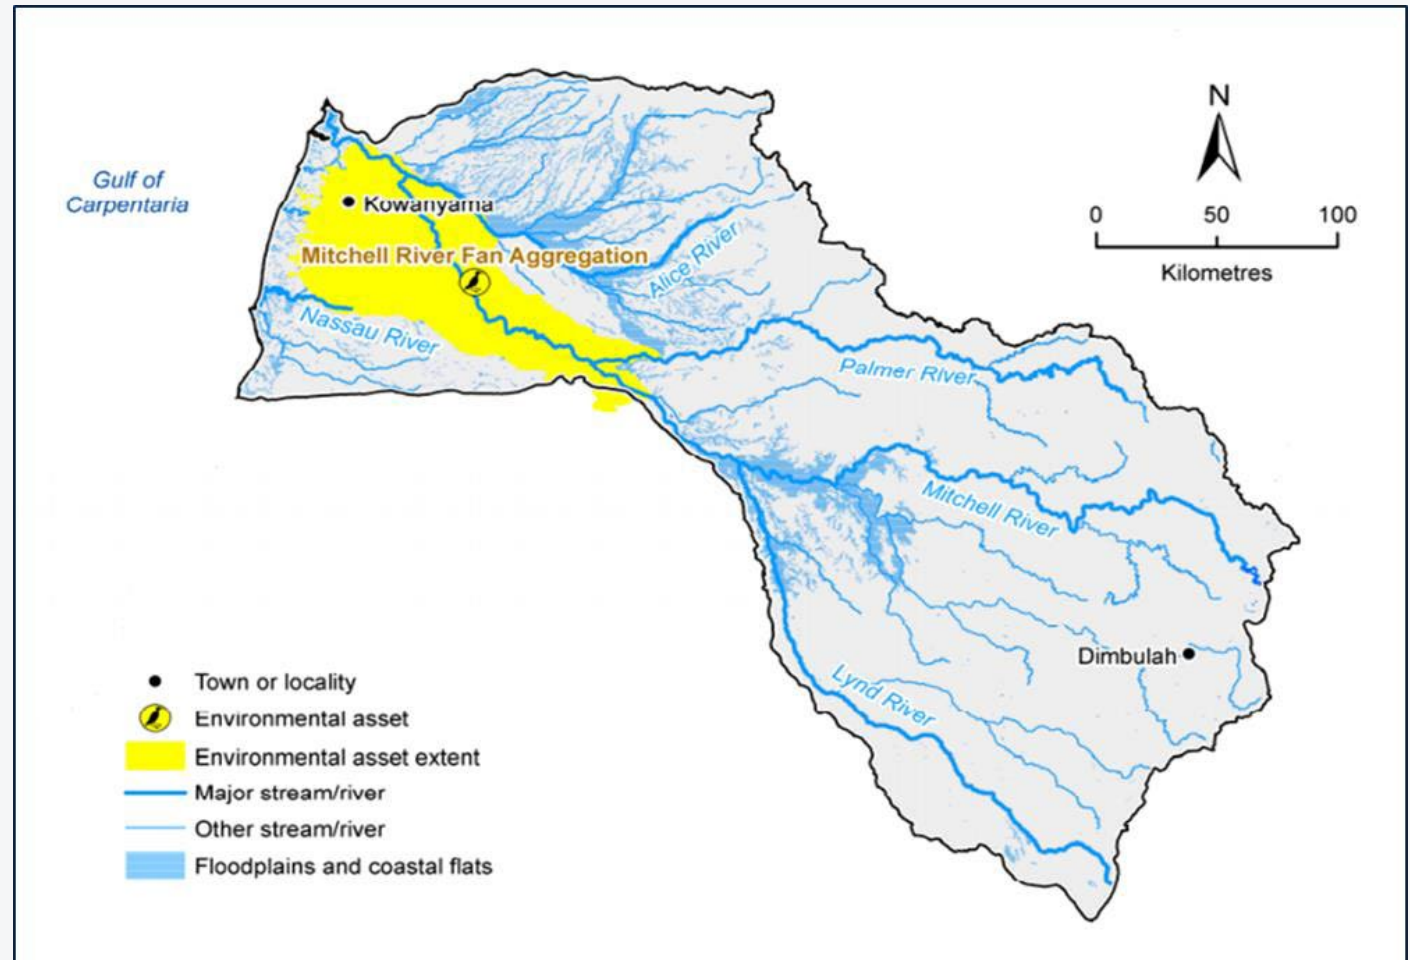 N
0 50 100
Kilometres
Gulf of
Carpentaria
Kowanyama
Mitchell River Fan Aggregation
Alice River
Nassau River
Palmer River
Mitchell River
Dimbulah
Lynd River
Town or locality
Environmental asset
Environmental asset extent
Major stream/river
Other stream/river
Floodplains and coastal flats